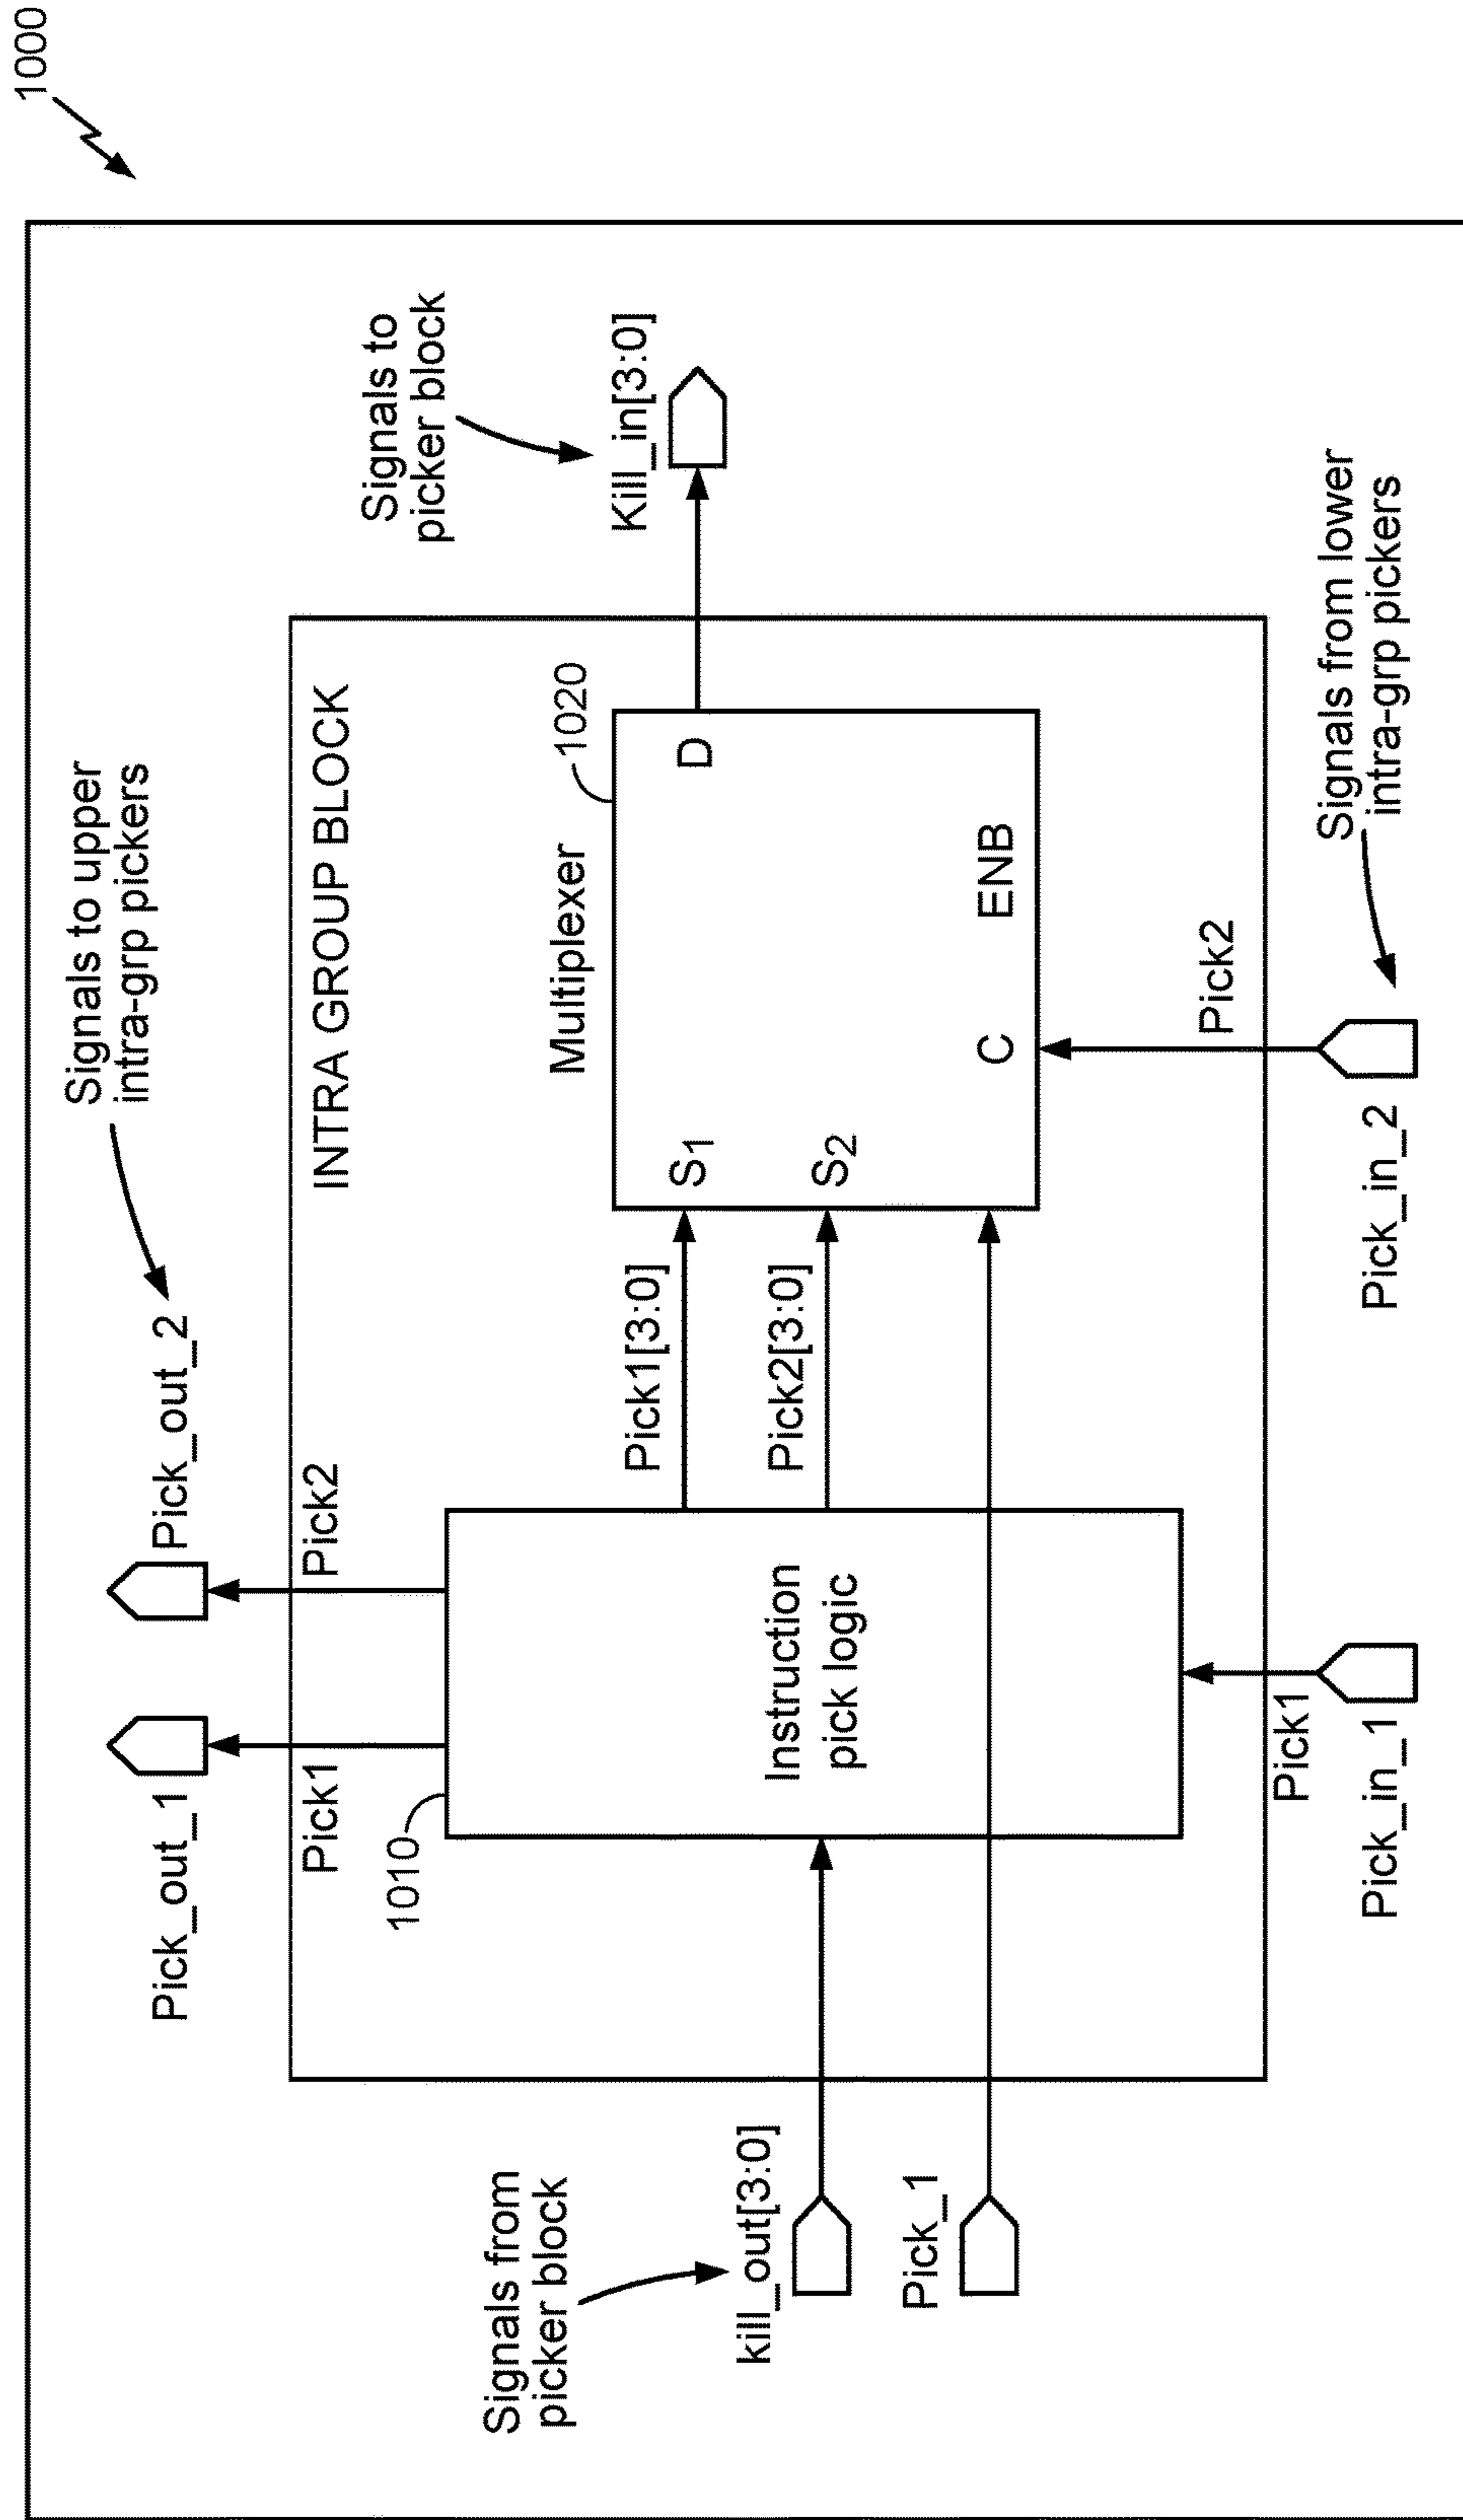 1000
Signals to upper
intra-grp pickers
Pick_out_1
Pick_out_2
Pick1
Pick2
INTRA GROUP BLOCK
1010
Instruction
pick logic
Pick1[3:0]
Pick2[3:0]
Multiplexer
1020
S1
S2
D
C
ENB
Signals to
picker block
Kill_in[3:0]
Signals from
picker block
kill_out[3:0]
Pick_1
Pick1
Pick_in_1
Pick2
Pick_in_2
Signals from lower
intra-grp pickers